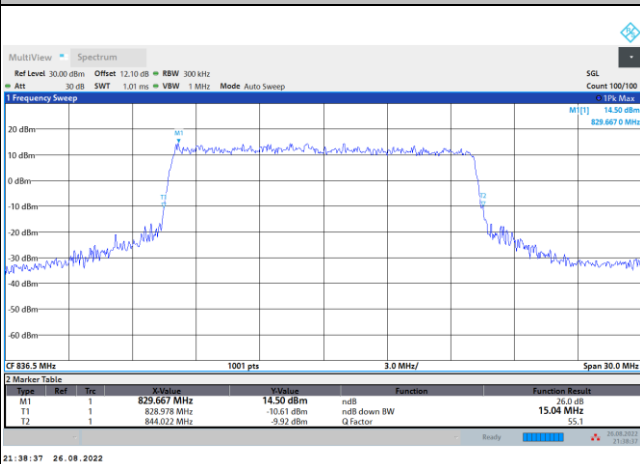 MultiView Spectrum
Ref Level 30.00 dBm Offset 12.10 dB RBW 300 kHz SGL
Att 30 dB SWT 1.01 ms VBW 1 MHz Mode Auto Sweep Count 100/100
1 Frequency Sweep 1Pk Max
M1[1] 14.50 dBm
829.667 0 MHz
M1
20 dBm
10 dBm
0 dBm
T1
T2
-10 dBm
-20 dBm
-30 dBm
-40 dBm
-50 dBm
-60 dBm
CF 836.5 MHz 1001 pts 3.0 MHz/ Span 30.0 MHz
2 Marker Table
Type Ref Trc X-Value Y-Value Function Function Result
M1 1 829.667 MHz 14.50 dBm ndB 26.0 dB
T1 1 828.978 MHz -10.61 dBm ndB down BW 15.04 MHz
T2 1 844.022 MHz -9.92 dBm Q Factor 55.1
Ready 26.08.2022
21:38:37
21:38:37 26.08.2022